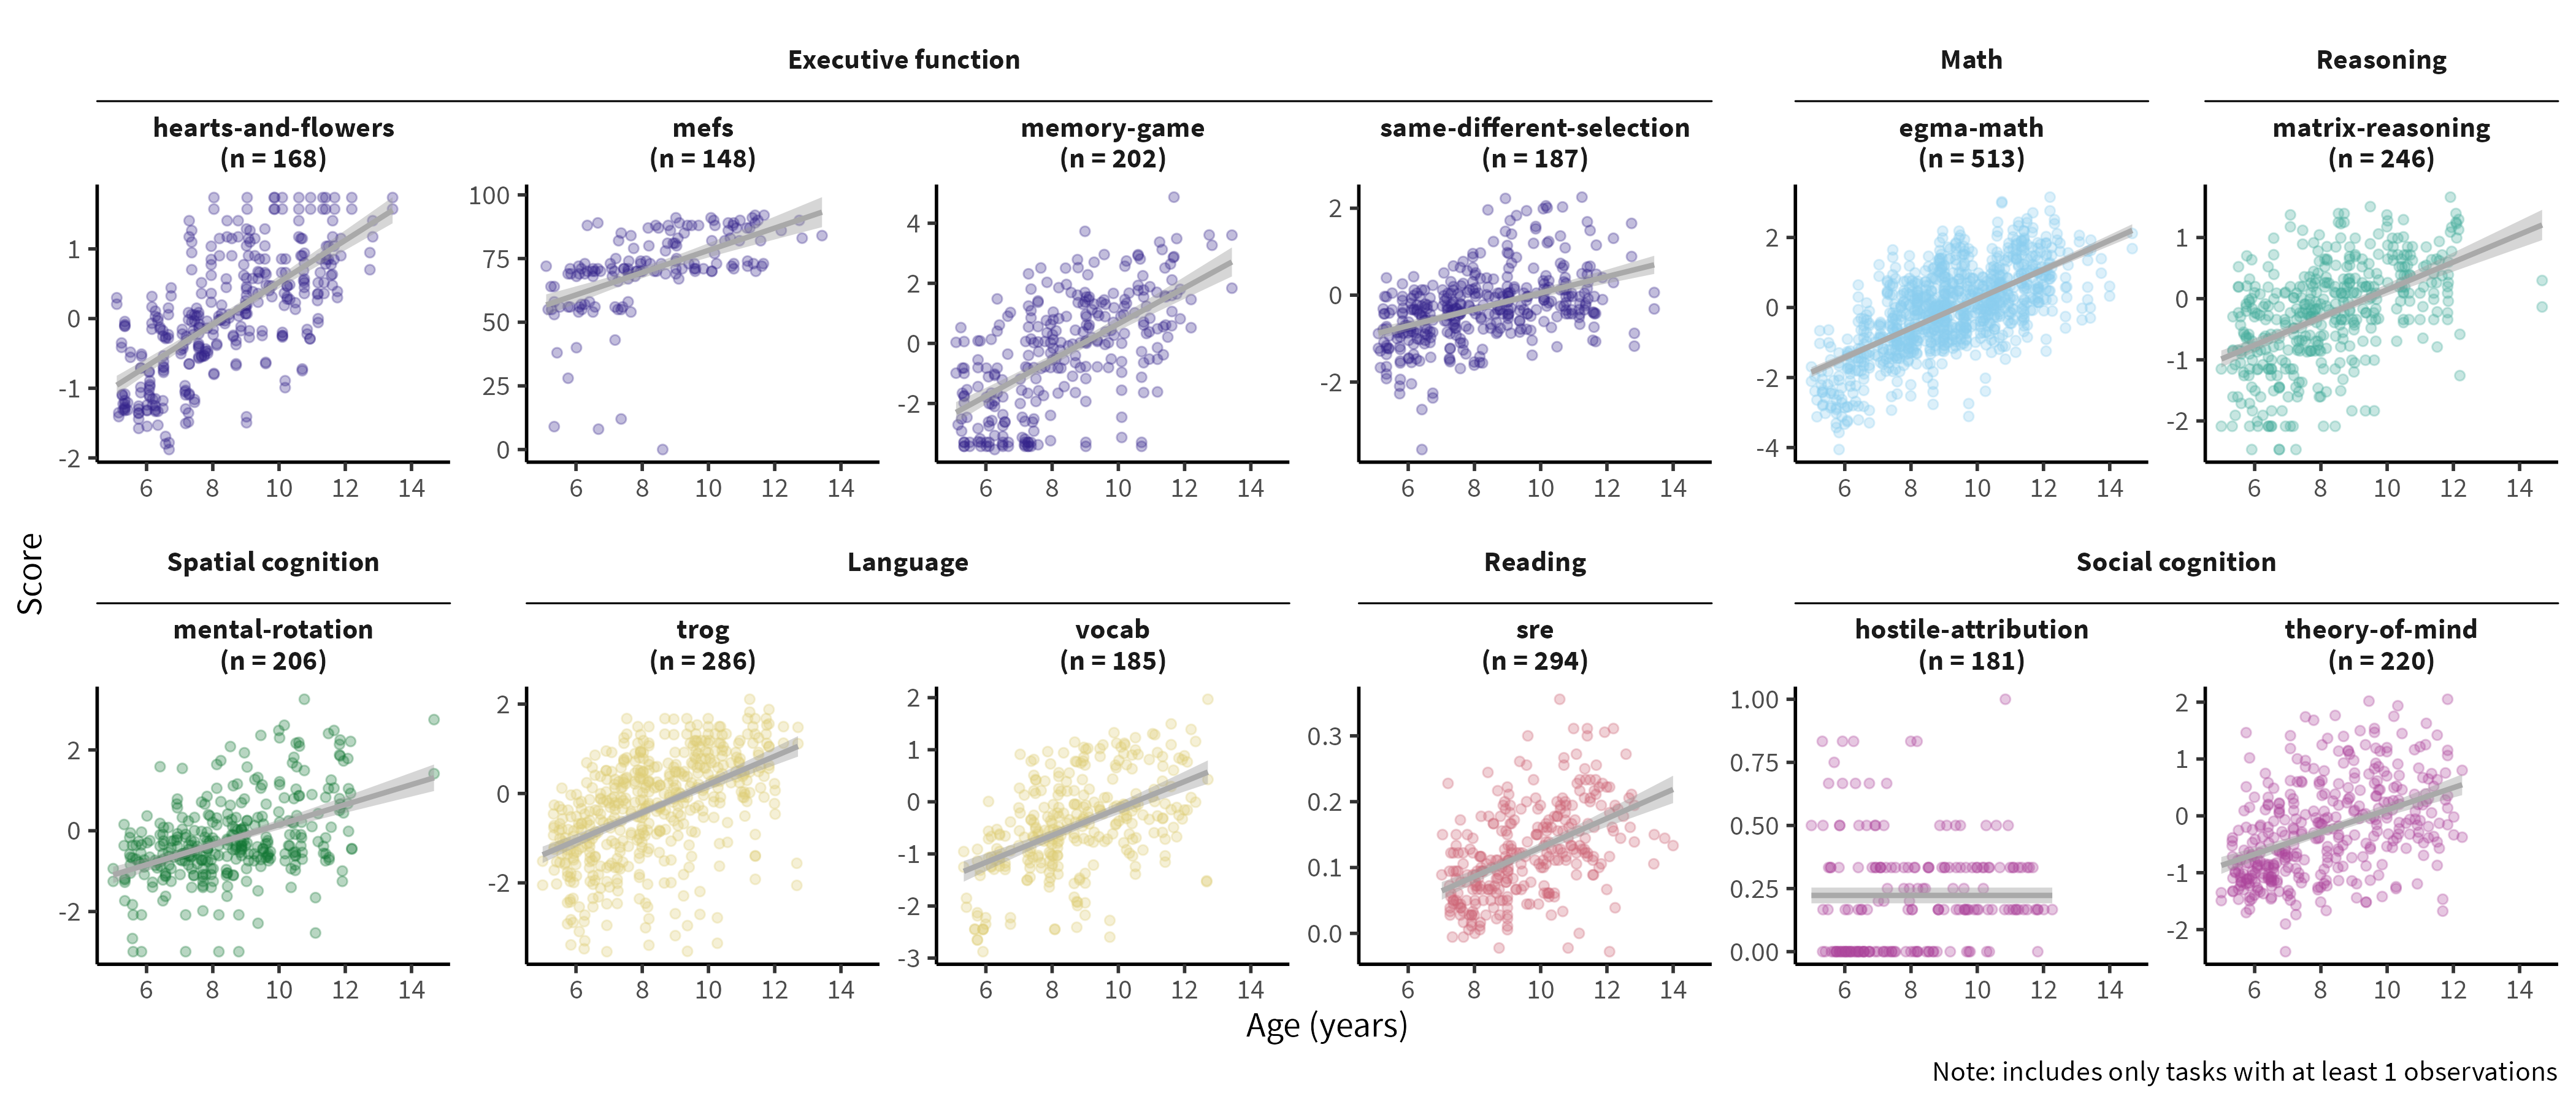 Executive function
Math
Reasoning
hearts-and-flowers
(n = 168)
mefs
(n = 148)
memory-game
(n = 202)
same-different-selection
(n = 187)
egma-math
(n = 513)
matrix-reasoning
(n = 246)
1
0
-1
-2
6 8 10 12 14
100
75
50
25
0
6 8 10 12 14
4
2
0
-2
6 8 10 12 14
2
0
-2
6 8 10 12 14
2
0
-2
-4
6 8 10 12 14
1
0
-1
-2
6 8 10 12 14
Score
Spatial cognition
Language
Reading
Social cognition
mental-rotation
(n = 206)
trog
(n = 286)
vocab
(n = 185)
sre
(n = 294)
hostile-attribution
(n = 181)
theory-of-mind
(n = 220)
2
0
-2
6 8 10 12 14
2
0
-2
6 8 10 12 14
2
1
0
-1
-2
-3
6 8 10 12 14
0.3
0.2
0.1
0.0
6 8 10 12 14
1.00
0.75
0.50
0.25
0.00
6 8 10 12 14
2
1
0
-1
-2
6 8 10 12 14
Age (years)
Note: includes only tasks with at least 1 observations